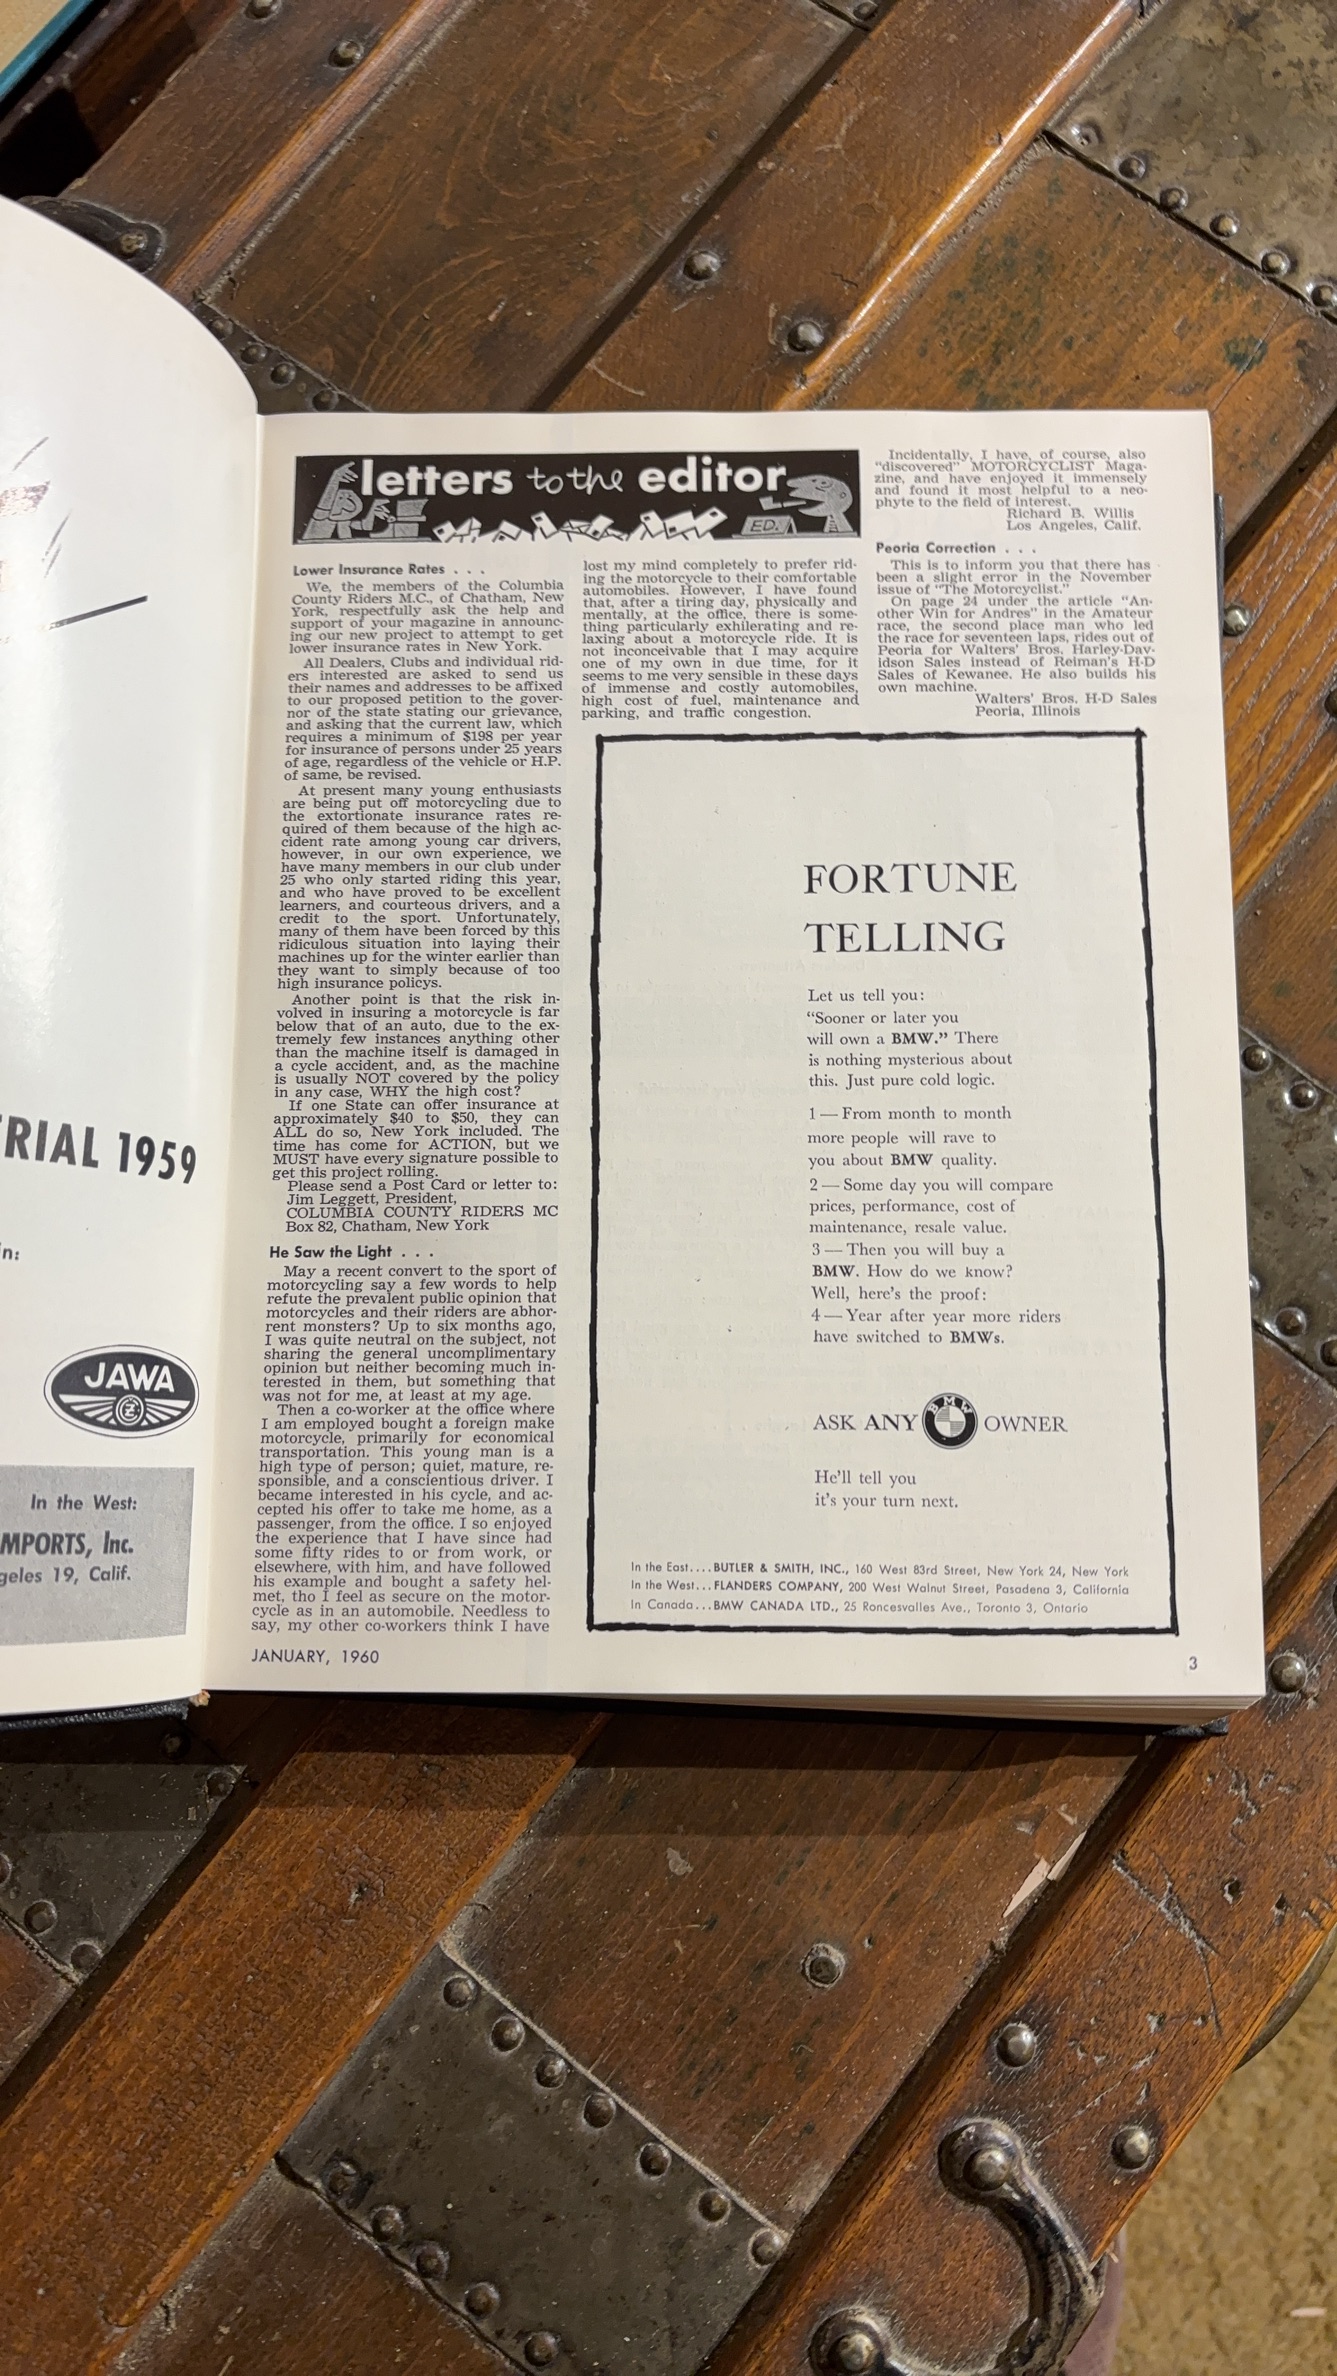 RIAL 1959
in:
JAWA
In the West:
MPORTS, Inc.
geles 19, Calif.
letters to the editor
ED.
Lower Insurance Rates . . .
We, the members of the Columbia
County Riders M.C., of Chatham, New
York, respectfully ask the help and
support of your magazine in announc-
ing our new project to attempt to get
lower insurance rates in New York.
All Dealers, Clubs and individual rid-
ers interested are asked to send us
their names and addresses to be affixed
to our proposed petition to the gover-
nor of the state stating our grievance,
and asking that the current law, which
requires a minimum of $198 per year
for insurance of persons under 25 years
of age, regardless of the vehicle or H.P.
of same, be revised.
At present many young enthusiasts
are being put off motorcycling due to
the extortionate insurance rates re-
quired of them because of the high ac-
cident rate among young car drivers,
however, in our own experience, we
have many members in our club under
25 who only started riding this year,
and who have proved to be excellent
learners, and courteous drivers, and a
credit to the sport. Unfortunately,
many of them have been forced by this
ridiculous situation into laying their
machines up for the winter earlier than
they want to simply because of too
high insurance policys.
Another point is that the risk in-
volved in insuring a motorcycle is far
below that of an auto, due to the ex-
tremely few instances anything other
than the machine itself is damaged in
a cycle accident, and, as the machine
is usually NOT covered by the policy
in any case, WHY the high cost?
If one State can offer insurance at
approximately $40 to $50, they can
ALL do so, New York included. The
time has come for ACTION, but we
MUST have every signature possible to
get this project rolling.
Please send a Post Card or letter to:
Jim Leggett, President,
COLUMBIA COUNTY RIDERS MC
Box 82, Chatham, New York
He Saw the Light . . .
May a recent convert to the sport of
motorcycling say a few words to help
refute the prevalent public opinion that
motorcycles and their riders are abhor-
rent monsters? Up to six months ago,
I was quite neutral on the subject, not
sharing the general uncomplimentary
opinion but neither becoming much in-
terested in them, but something that
was not for me, at least at my age.
Then a co-worker at the office where
I am employed bought a foreign make
motorcycle, primarily for economical
transportation. This young man is a
high type of person; quiet, mature, re-
sponsible, and a conscientious driver. I
became interested in his cycle, and ac-
cepted his offer to take me home, as a
passenger, from the office. I so enjoyed
the experience that I have since had
some fifty rides to or from work, or
elsewhere, with him, and have followed
his example and bought a safety hel-
met, tho I feel as secure on the motor-
cycle as in an automobile. Needless to
say, my other co-workers think I have
lost my mind completely to prefer rid-
ing the motorcycle to their comfortable
automobiles. However, I have found
that, after a tiring day, physically and
mentally, at the office, there is some-
thing particularly exhilerating and re-
laxing about a motorcycle ride. It is
not inconceivable that I may acquire
one of my own in due time, for it
seems to me very sensible in these days
of immense and costly automobiles,
high cost of fuel, maintenance and
parking, and traffic congestion.
Incidentally, I have, of course, also
"discovered" MOTORCYCLIST Maga-
zine, and have enjoyed it immensely
and found it most helpful to a neo-
phyte to the field of interest.
Richard B. Willis
Los Angeles, Calif.
Peoria Correction . . .
This is to inform you that there has
been a slight error in the November
issue of "The Motorcyclist."
On page 24 under the article "An-
other Win for Andres" in the Amateur
race, the second place man who led
the race for seventeen laps, rides out of
Peoria for Walters' Bros. Harley-Dav-
idson Sales instead of Reiman's H-D
Sales of Kewanee. He also builds his
own machine.
Walters' Bros. H-D Sales
Peoria, Illinois
FORTUNE
TELLING
Let us tell you:
"Sooner or later you
will own a BMW." There
is nothing mysterious about
this. Just pure cold logic.
1 — From month to month
more people will rave to
you about BMW quality.
2 — Some day you will compare
prices, performance, cost of
maintenance, resale value.
3 — Then you will buy a
BMW. How do we know?
Well, here's the proof:
4 — Year after year more riders
have switched to BMWs.
ASK ANY BMW OWNER
He'll tell you
it's your turn next.
In the East....BUTLER & SMITH, INC., 160 West 83rd Street, New York 24, New York
In the West...FLANDERS COMPANY, 200 West Walnut Street, Pasadena 3, California
In Canada...BMW CANADA LTD., 25 Roncesvalles Ave., Toronto 3, Ontario
JANUARY, 1960
3